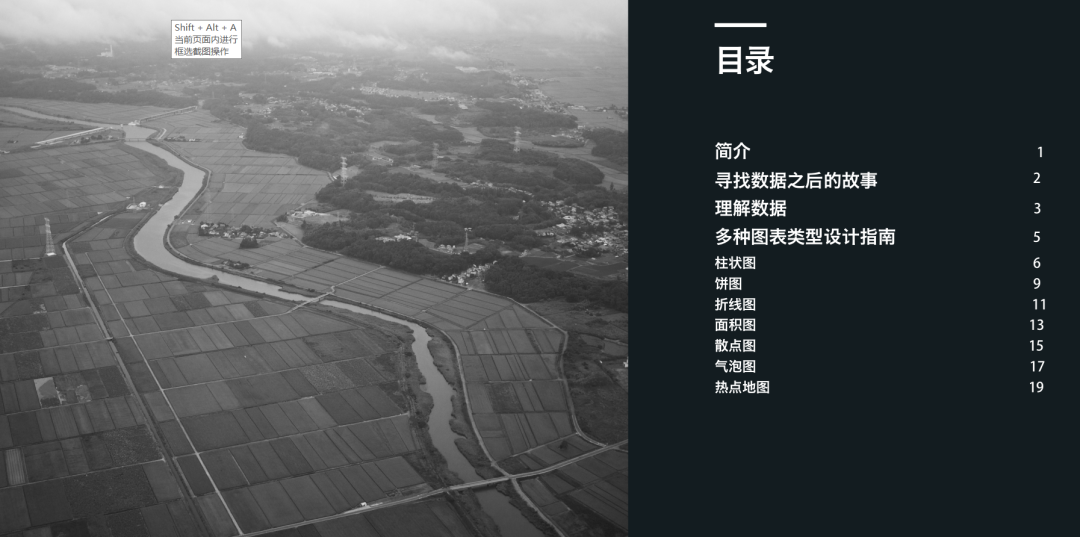 Shift + Alt + A
当前页面内进行
框选截图操作
目录
简介 1
寻找数据之后的故事 2
理解数据 3
多种图表类型设计指南 5
柱状图 6
饼图 9
折线图 11
面积图 13
散点图 15
气泡图 17
热点地图 19